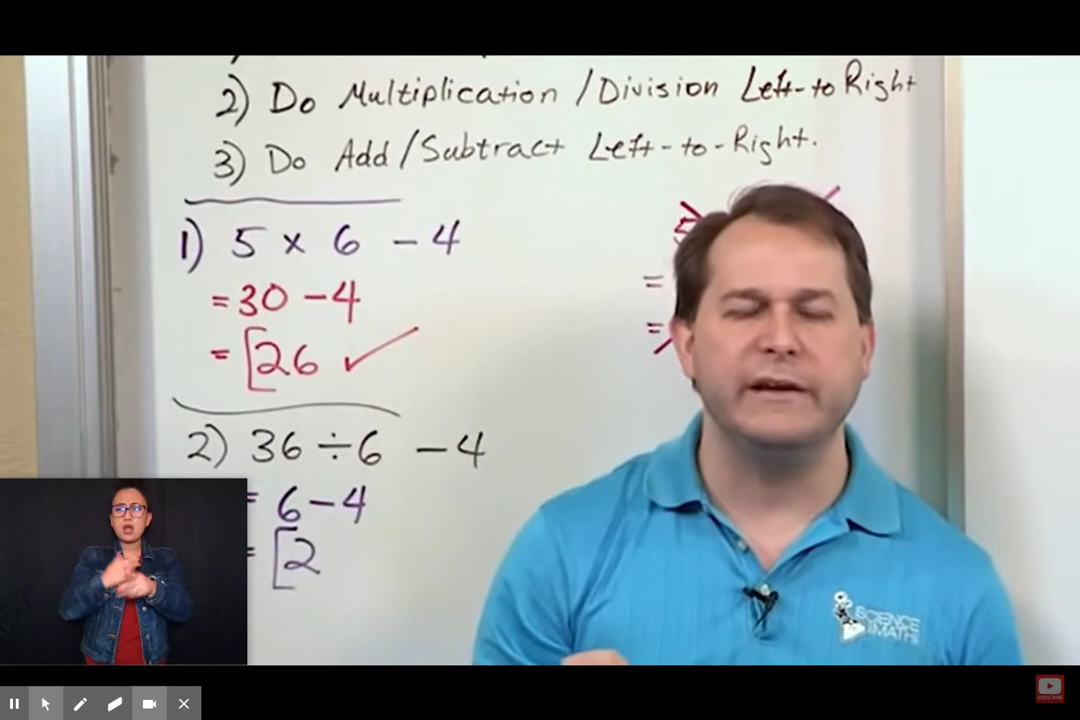 2) Do Multiplication / Division Left-to Right
3) Do Add/Subtract Left-to-Right.
1) 5 × 6 - 4
= 30 - 4
= [26 ✓
2) 36 ÷ 6 - 4
= 6 - 4
= [2
=
=
SCIENCE
MATH
SUBSCRIBE